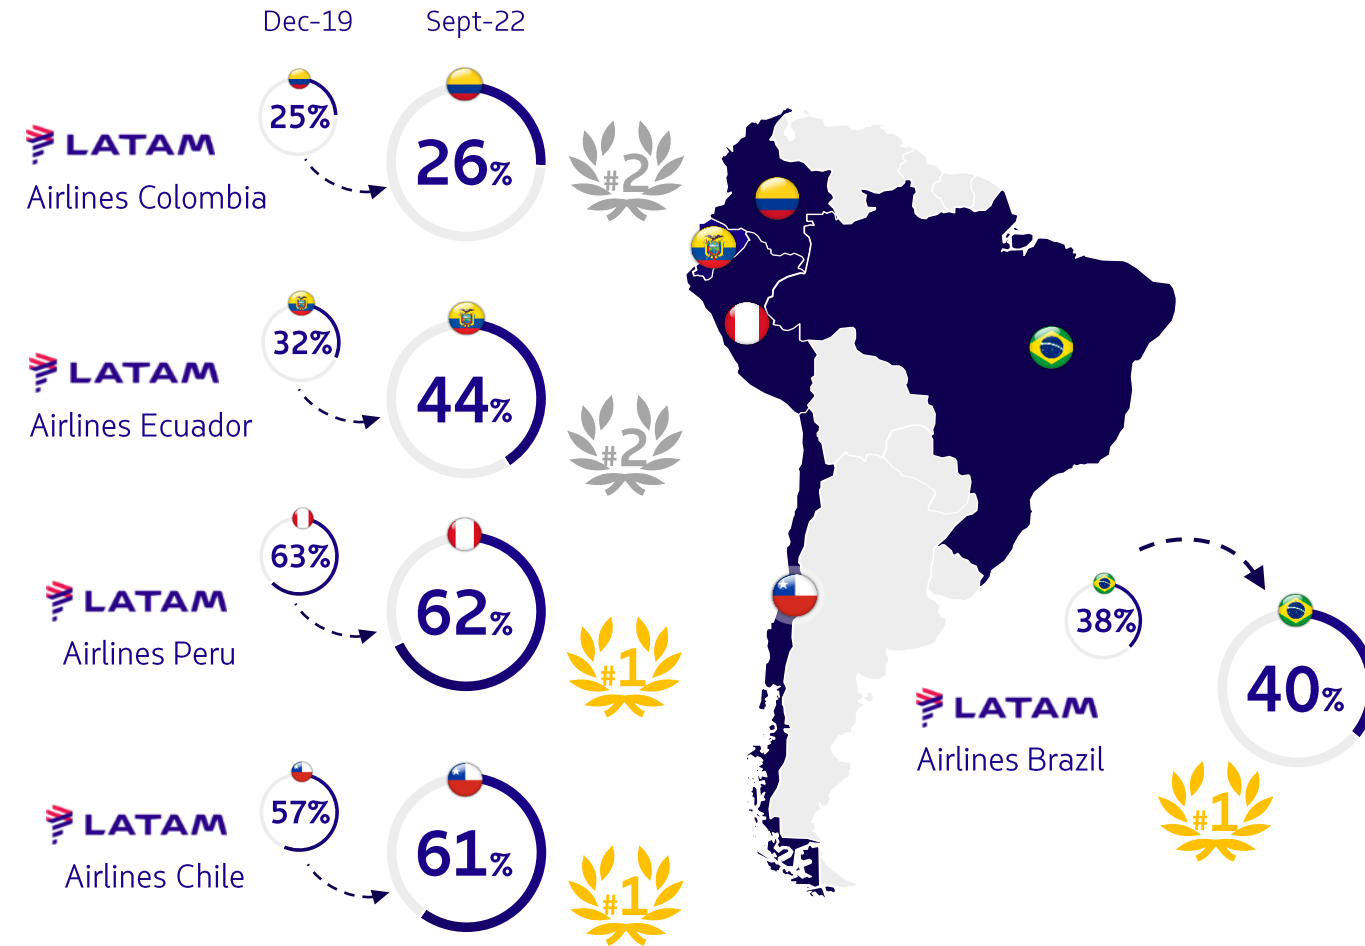 Dec-19 Sept-22
25%
26%
#2
LATAM
Airlines Colombia
32%
44%
#2
LATAM
Airlines Ecuador
63%
62%
#1
LATAM
Airlines Peru
57%
61%
#1
LATAM
Airlines Chile
38%
40%
LATAM
Airlines Brazil
#1